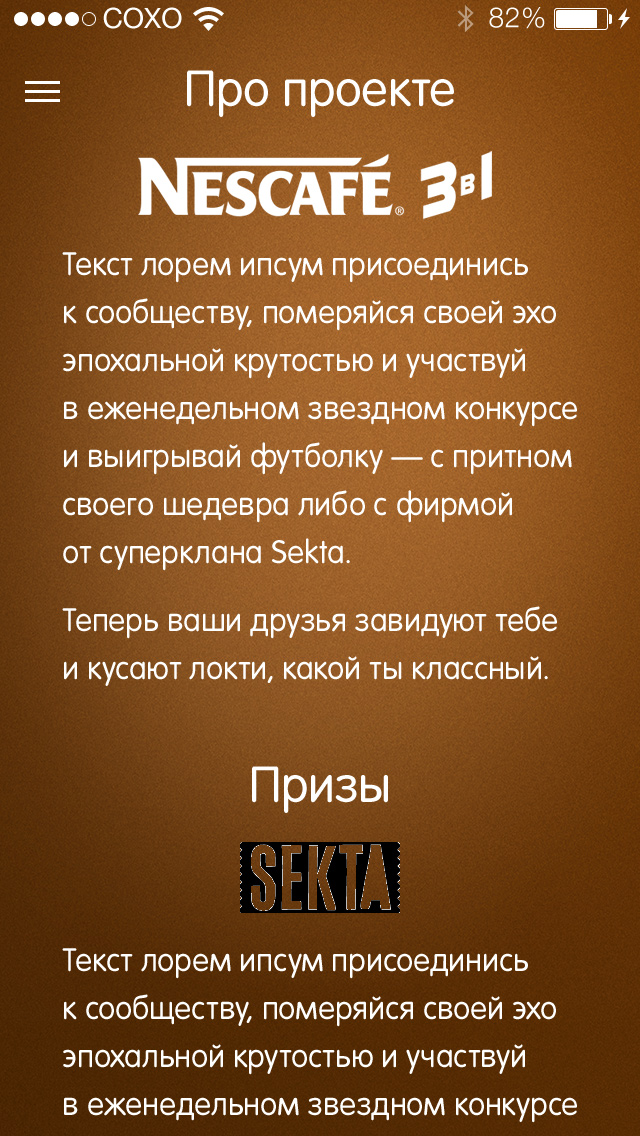 СОХО 82%
Про проекте
NESCAFÉ® 3в1
Текст лорем ипсум присоединись
к сообществу, померяйся своей эхо
эпохальной крутостью и участвуй
в еженедельном звездном конкурсе
и выигрывай футболку — с притном
своего шедевра либо с фирмой
от суперклана Sekta.
Теперь ваши друзья завидуют тебе
и кусают локти, какой ты классный.
Призы
SEKTA
Текст лорем ипсум присоединись
к сообществу, померяйся своей эхо
эпохальной крутостью и участвуй
в еженедельном звездном конкурсе